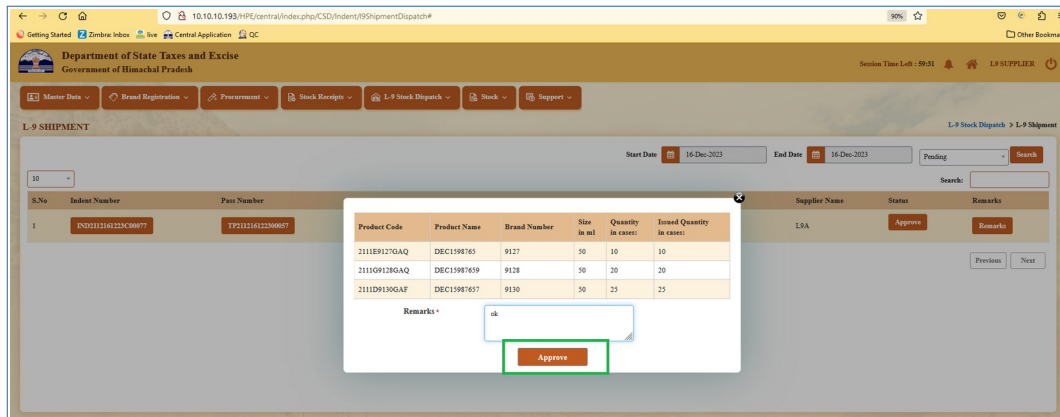 10.10.10.193/HPE/central/index.php/CSD/Indent/l9ShipmentDispatch#
90%
Getting Started Zimbra: Inbox live Central Application QC
Other Bookma
Department of State Taxes and Excise
Government of Himachal Pradesh
Session Time Left : 59:31
L9 SUPPLIER
Master Data
Brand Registration
Procurement
Stock Receipts
L-9 Stock Dispatch
Stock
Support
L-9 SHIPMENT
L-9 Stock Dispatch > L-9 Shipment
Start Date 16-Dec-2023 End Date 16-Dec-2023 Pending Search
10 Search:
S.No Indent Number Pass Number Supplier Name Status Remarks
1 IND2112161223C00077 TP211216122300057 L9A Approve Remarks
Previous Next
Product Code Product Name Brand Number Size in ml Quantity in cases: Issued Quantity in cases:
2111E9127GAQ DEC1598765 9127 50 10 10
2111G9128GAQ DEC15987659 9128 50 20 20
2111D9130GAF DEC15987657 9130 50 25 25
Remarks * ok
Approve